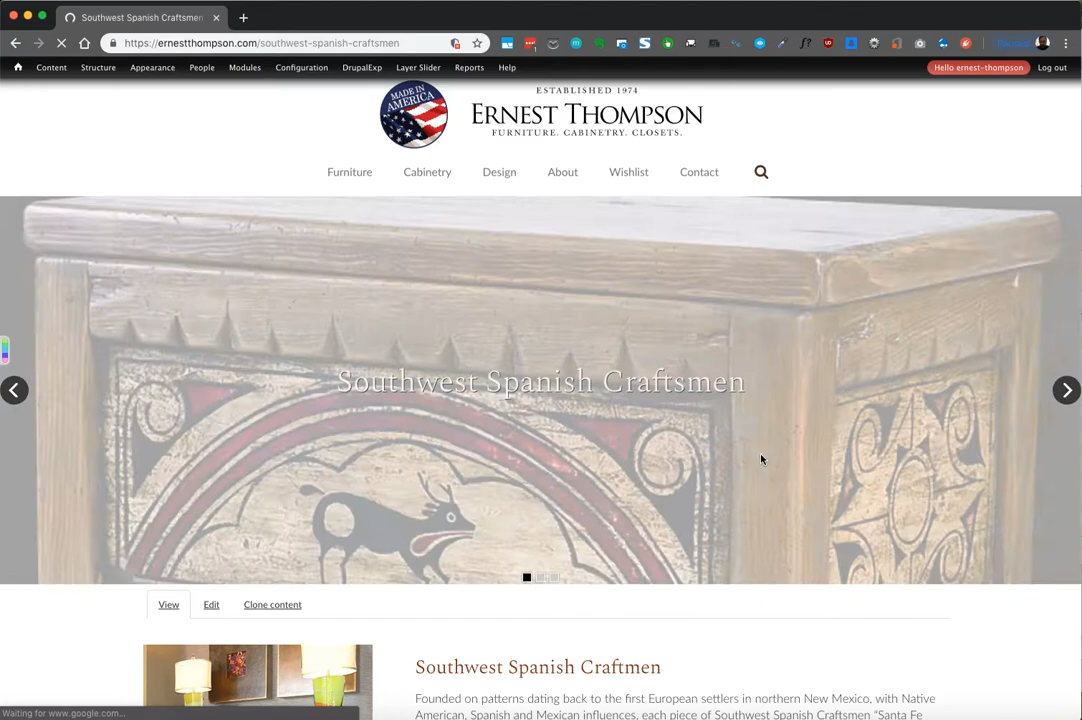 Southwest Spanish Craftsmen
https://ernestthompson.com/southwest-spanish-craftsmen
Content Structure Appearance People Modules Configuration DrupalExp Layer Slider Reports Help Hello ernest-thompson Log out
MADE IN AMERICA
ESTABLISHED 1974
ERNEST THOMPSON
FURNITURE. CABINETRY. CLOSETS.
Furniture Cabinetry Design About Wishlist Contact
Southwest Spanish Craftsmen
View Edit Clone content
Southwest Spanish Craftmen
Founded on patterns dating back to the first European settlers in northern New Mexico, with Native
American, Spanish and Mexican influences, each piece of Southwest Spanish Craftsmen "Santa Fe
Waiting for www.google.com...